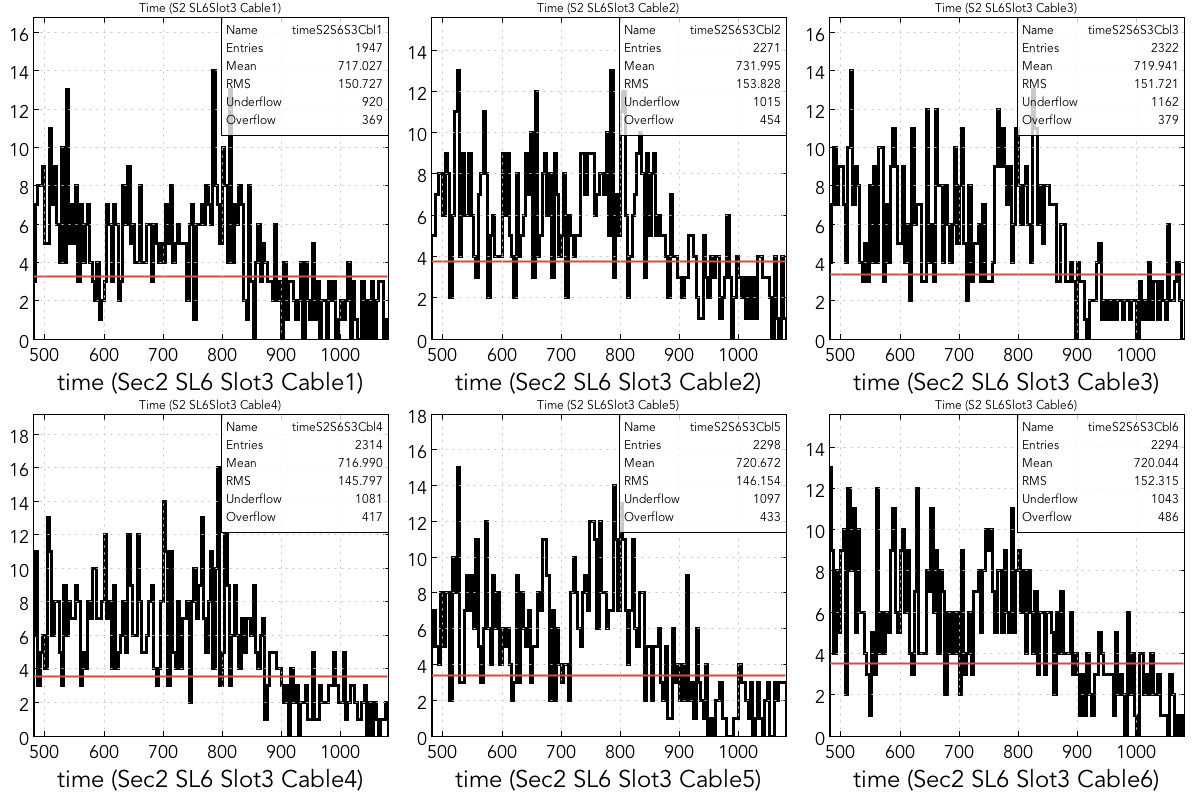 Time (S2 SL6Slot3 Cable1)
16
14
12
10
8
6
4
2
0
Name timeS2S6S3Cbl1
Entries 1947
Mean 717.027
RMS 150.727
Underflow 920
Overflow 369
500 600 700 800 900 1000
time (Sec2 SL6 Slot3 Cable1)
Time (S2 SL6Slot3 Cable2)
14
12
10
8
6
4
2
0
Name timeS2S6S3Cbl2
Entries 2271
Mean 731.995
RMS 153.828
Underflow 1015
Overflow 454
500 600 700 800 900 1000
time (Sec2 SL6 Slot3 Cable2)
Time (S2 SL6Slot3 Cable3)
16
14
12
10
8
6
4
2
0
Name timeS2S6S3Cbl3
Entries 2322
Mean 719.941
RMS 151.721
Underflow 1162
Overflow 379
500 600 700 800 900 1000
time (Sec2 SL6 Slot3 Cable3)
Time (S2 SL6Slot3 Cable4)
18
16
14
12
10
8
6
4
2
0
Name timeS2S6S3Cbl4
Entries 2314
Mean 716.990
RMS 145.797
Underflow 1081
Overflow 417
500 600 700 800 900 1000
time (Sec2 SL6 Slot3 Cable4)
Time (S2 SL6Slot3 Cable5)
18
16
14
12
10
8
6
4
2
0
Name timeS2S6S3Cbl5
Entries 2298
Mean 720.672
RMS 146.154
Underflow 1097
Overflow 433
500 600 700 800 900 1000
time (Sec2 SL6 Slot3 Cable5)
Time (S2 SL6Slot3 Cable6)
14
12
10
8
6
4
2
0
Name timeS2S6S3Cbl6
Entries 2294
Mean 720.044
RMS 152.315
Underflow 1043
Overflow 486
500 600 700 800 900 1000
time (Sec2 SL6 Slot3 Cable6)